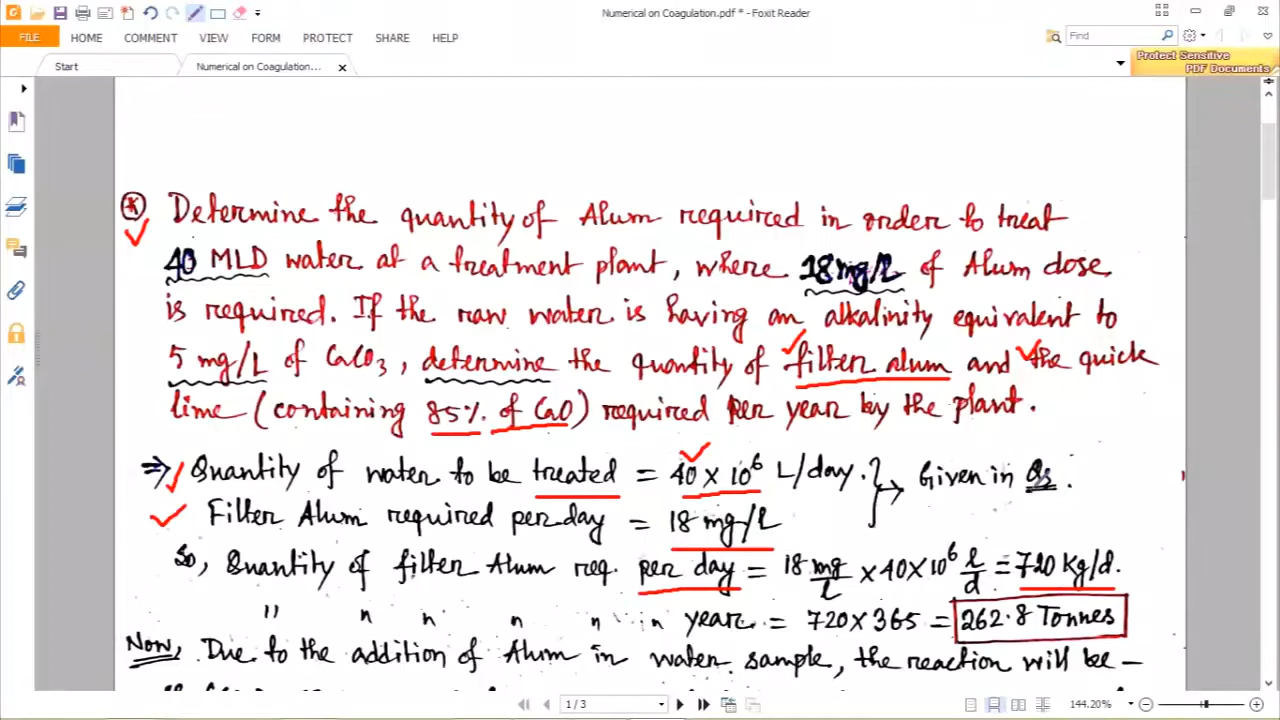 Numerical on Coagulation.pdf * - Foxit Reader
FILE HOME COMMENT VIEW FORM PROTECT SHARE HELP
Find
Protect Sensitive
PDF Documents
Start Numerical on Coagulation...
Determine the quantity of Alum required in order to treat
40 MLD water at a treatment plant, where 18 mg/L of Alum dose
is required. If the raw water is having an alkalinity equivalent to
5 mg/L of CaCO3, determine the quantity of filter alum and the quick
lime (containing 85% of CaO) required per year by the plant.
⇒ Quantity of water to be treated = 40 × 10⁶ L/day. } → Given in Qs.
Filter Alum required per day = 18 mg/L
So, Quantity of filter Alum req. per day = 18 mg/l × 40 × 10⁶ l/d = 720 Kg/d.
" " " " " in year = 720 × 365 = 262.8 Tonnes
Now, Due to the addition of Alum in water sample, the reaction will be –
1 / 3
144.20%